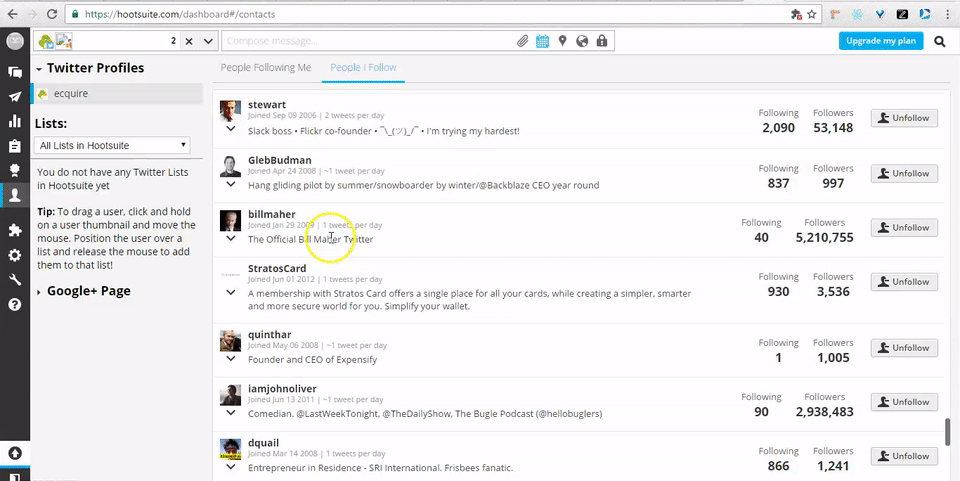 https://hootsuite.com/dashboard#/contacts
2
Compose message...
Upgrade my plan
Twitter Profiles
ecquire
Lists:
All Lists in Hootsuite
You do not have any Twitter Lists
in Hootsuite yet
Tip: To drag a user, click and hold
on a user thumbnail and move the
mouse. Position the user over a
list and release the mouse to add
them to that list!
Google+ Page
People Following Me
People I Follow
stewart
Joined Sep 09 2006 | 2 tweets per day
Slack boss • Flickr co-founder • ¯\_(ツ)_/¯ • I'm trying my hardest!
Following Followers
2,090 53,148
Unfollow
GlebBudman
Joined Apr 24 2008 | ~1 tweet per day
Hang gliding pilot by summer/snowboarder by winter/@Backblaze CEO year round
Following Followers
837 997
Unfollow
billmaher
Joined Jan 29 2009 | 1 tweets per day
The Official Bill Maher Twitter
Following Followers
40 5,210,755
Unfollow
StratosCard
Joined Jun 01 2012 | 1 tweets per day
A membership with Stratos Card offers a single place for all your cards, while creating a simpler, smarter
and more secure world for you. Simplify your wallet.
Following Followers
930 3,536
Unfollow
quinthar
Joined May 06 2008 | ~1 tweet per day
Founder and CEO of Expensify
Following Followers
1 1,005
Unfollow
iamjohnoliver
Joined Jun 13 2011 | ~1 tweet per day
Comedian. @LastWeekTonight, @TheDailyShow, The Bugle Podcast (@hellobuglers)
Following Followers
90 2,938,483
Unfollow
dquail
Joined Mar 14 2008 | 1 tweets per day
Entrepreneur in Residence - SRI International. Frisbees fanatic.
Following Followers
866 1,241
Unfollow